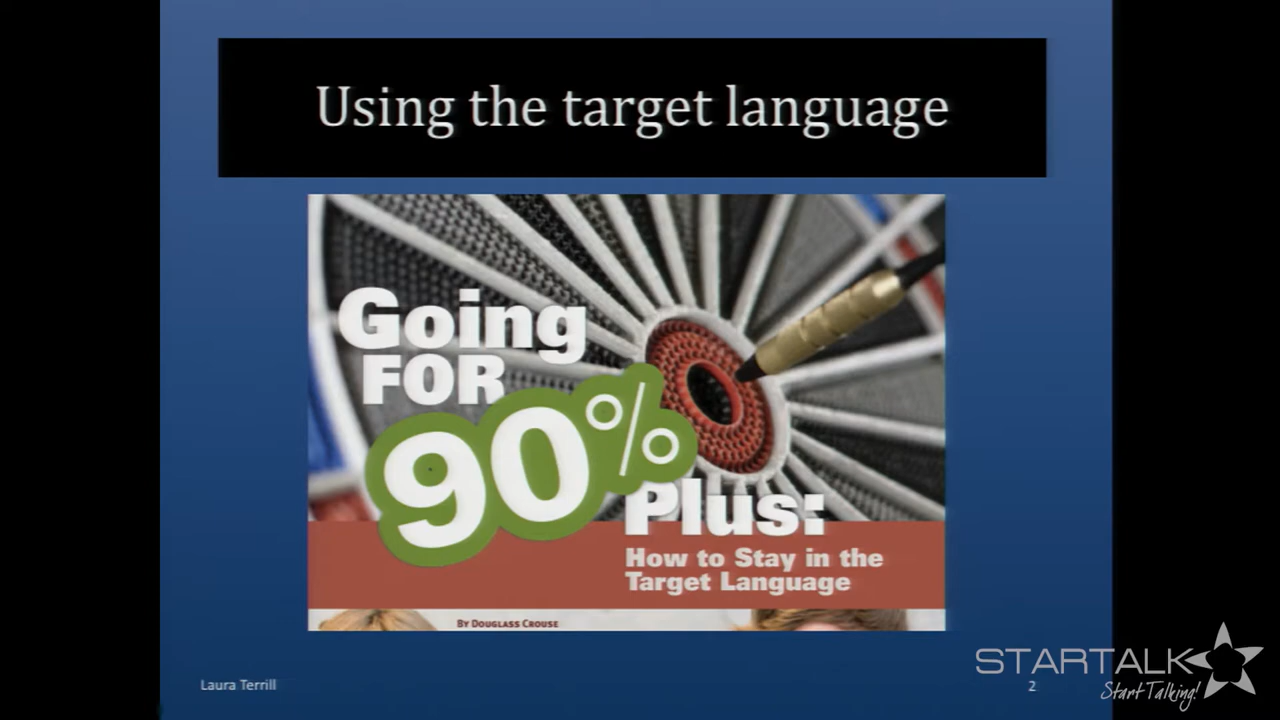 Using the target language
Going
FOR
90%
Plus:
How to Stay in the
Target Language
BY DOUGLASS CROUSE
Laura Terrill
2
STARTALK
Start Talking!